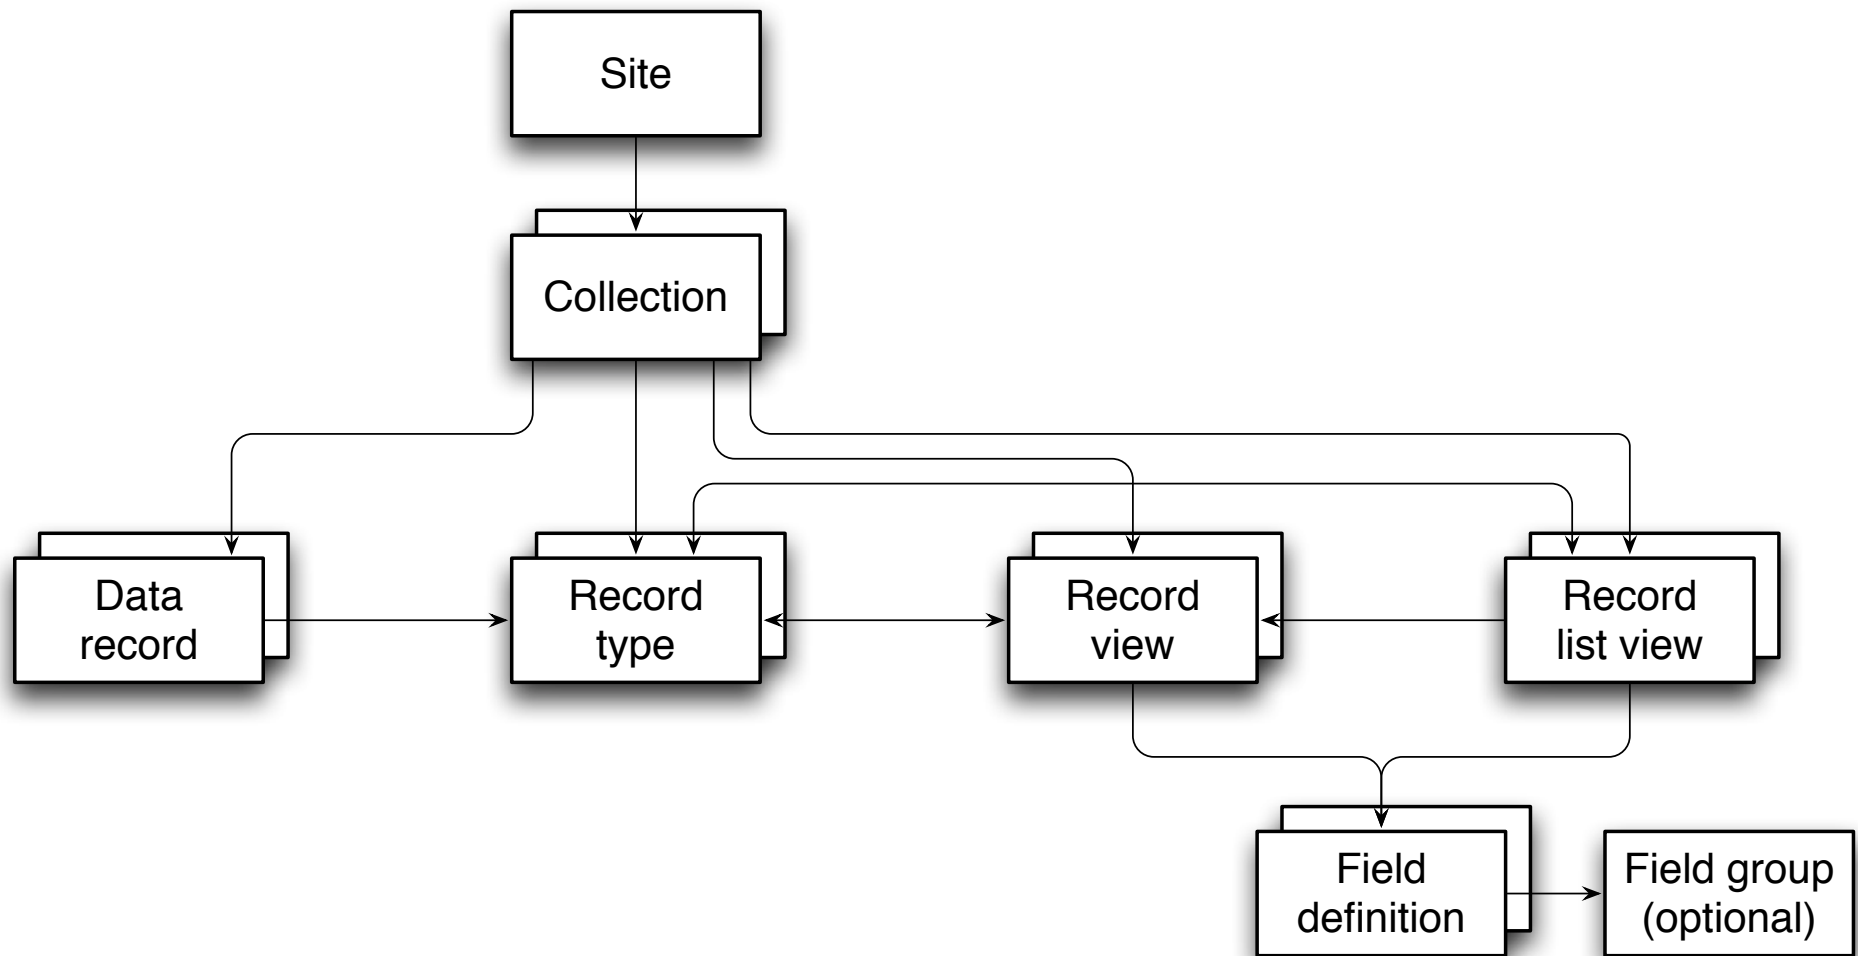 Site
Collection
Data
record
Record
type
Record
view
Record
list view
Field
definition
Field group
(optional)